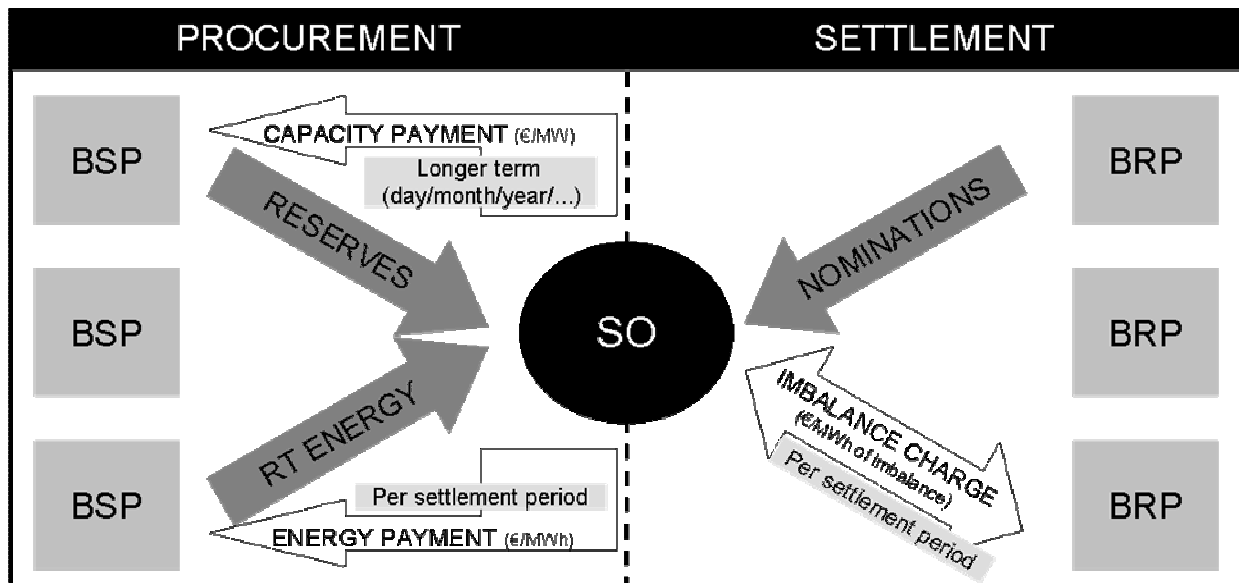 PROCUREMENT
SETTLEMENT
BSP
CAPACITY PAYMENT (€/MW)
Longer term
(day/month/year/...)
RESERVES
BSP
SO
RT ENERGY
BSP
Per settlement period
ENERGY PAYMENT (€/MWh)
BRP
NOMINATIONS
BRP
IMBALANCE CHARGE
(€/MWh of Imbalance)
Per settlement period
BRP